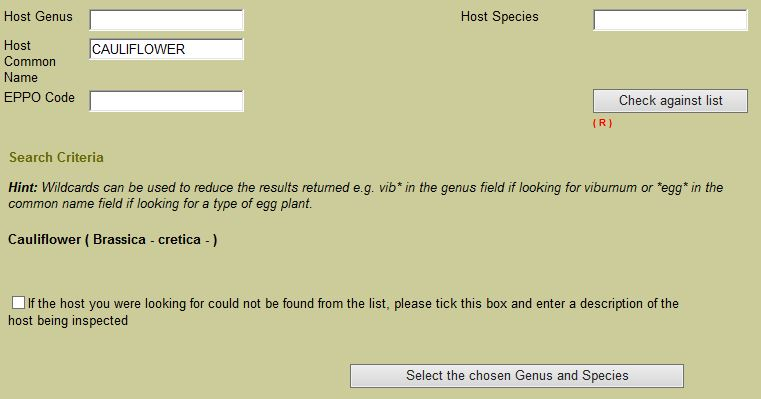 Host Genus
Host Species
Host
Common
Name
CAULIFLOWER
EPPO Code
Check against list
( R )
Search Criteria
Hint: Wildcards can be used to reduce the results returned e.g. vib* in the genus field if looking for viburnum or *egg* in the
common name field if looking for a type of egg plant.
Cauliflower ( Brassica - cretica - )
If the host you were looking for could not be found from the list, please tick this box and enter a description of the
host being inspected
Select the chosen Genus and Species